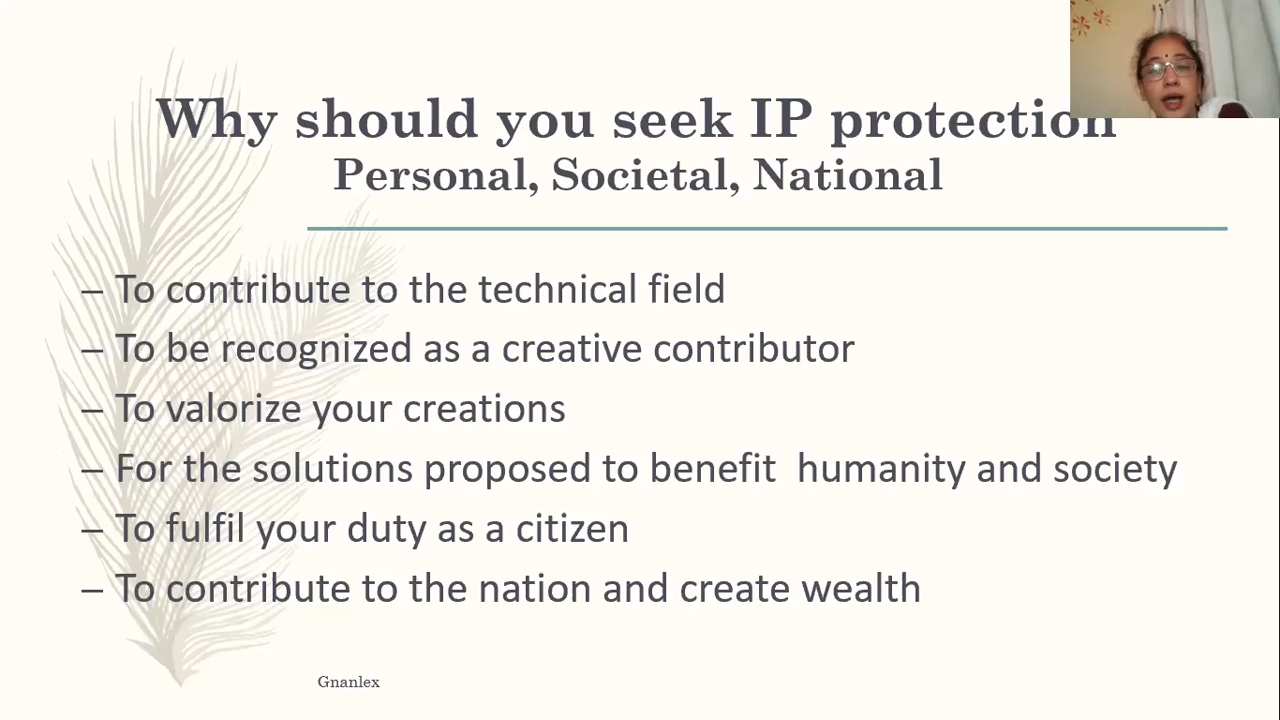 Why should you seek IP protection
Personal, Societal, National
– To contribute to the technical field
– To be recognized as a creative contributor
– To valorize your creations
– For the solutions proposed to benefit  humanity and society
– To fulfil your duty as a citizen
– To contribute to the nation and create wealth
Gnanlex